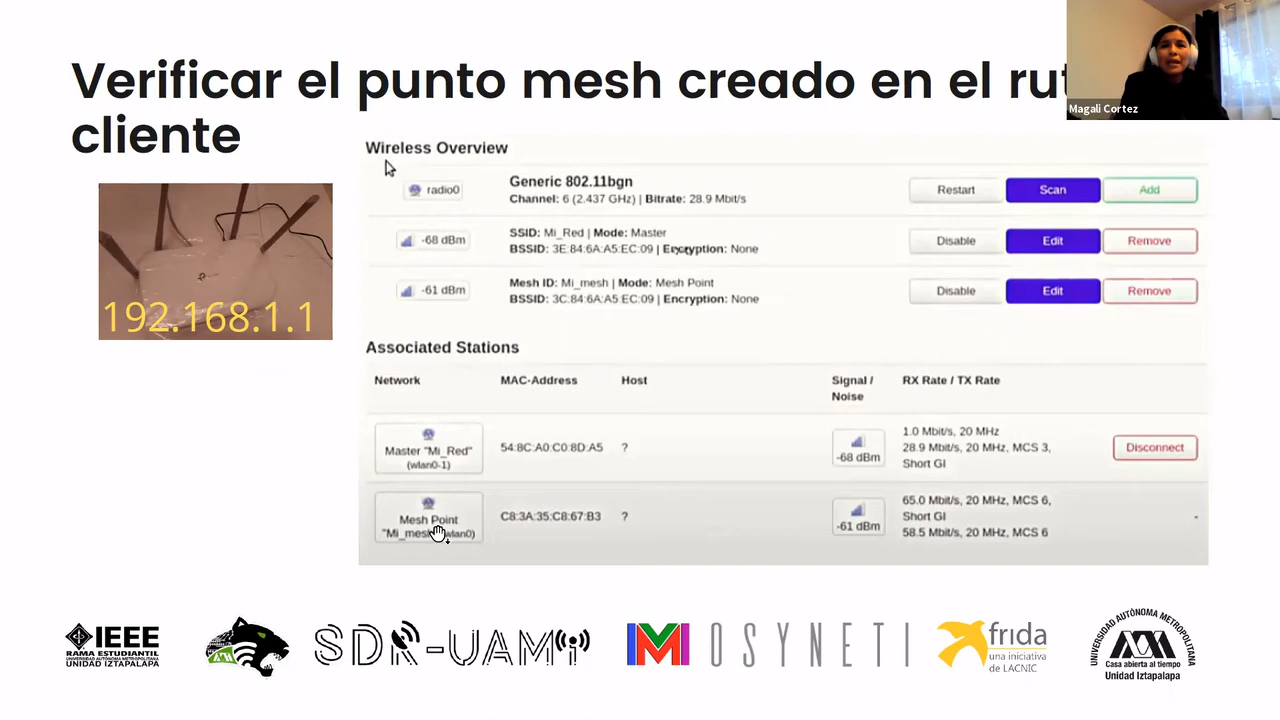 Verificar el punto mesh creado en el
cliente
Magali Cortez
192.168.1.1
Wireless Overview
radio0
Generic 802.11bgn
Channel: 6 (2.437 GHz) | Bitrate: 28.9 Mbit/s
Restart
Scan
Add
-68 dBm
SSID: Mi_Red | Mode: Master
BSSID: 3E:84:6A:A5:EC:09 | Encryption: None
Disable
Edit
Remove
-61 dBm
Mesh ID: Mi_mesh | Mode: Mesh Point
BSSID: 3C:84:6A:A5:EC:09 | Encryption: None
Disable
Edit
Remove
Associated Stations
Network
MAC-Address
Host
Signal /
Noise
RX Rate / TX Rate
Master "Mi_Red"
(wlan0-1)
54:8C:A0:C0:8D:A5
?
-68 dBm
1.0 Mbit/s, 20 MHz
28.9 Mbit/s, 20 MHz, MCS 3,
Short GI
Disconnect
Mesh Point
C8:3A:35:C8:67:B3
?
-61 dBm
65.0 Mbit/s, 20 MHz, MCS 6,
Short GI
58.5 Mbit/s, 20 MHz, MCS 6
-
IEEE
RAMA ESTUDIANTIL
UNIVERSIDAD AUTÓNOMA METROPOLITANA
UNIDAD IZTAPALAPA
SDR-UAMi
M OSYNETI
frida
una iniciativa
de LACNIC
UNIVERSIDAD AUTÓNOMA METROPOLITANA
Casa abierta al tiempo
Unidad Iztapalapa